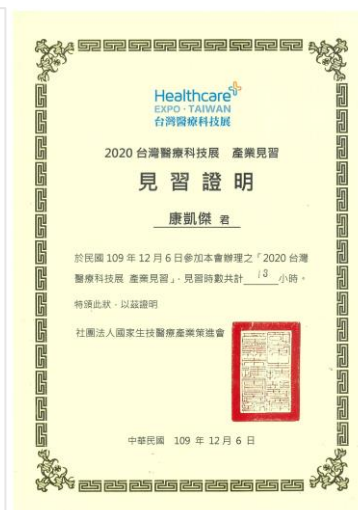 Healthcare+
EXPO · TAIWAN
台灣醫療科技展
2020 台灣醫療科技展 產業見習
見習證明
康凱傑 君
於民國 109 年 12 月 6 日參加本會辦理之「2020 台灣
醫療科技展 產業見習」，見習時數共計 13 小時。
特頒此狀，以茲證明
社團法人國家生技醫療產業策進會
中華民國 109 年 12 月 6 日